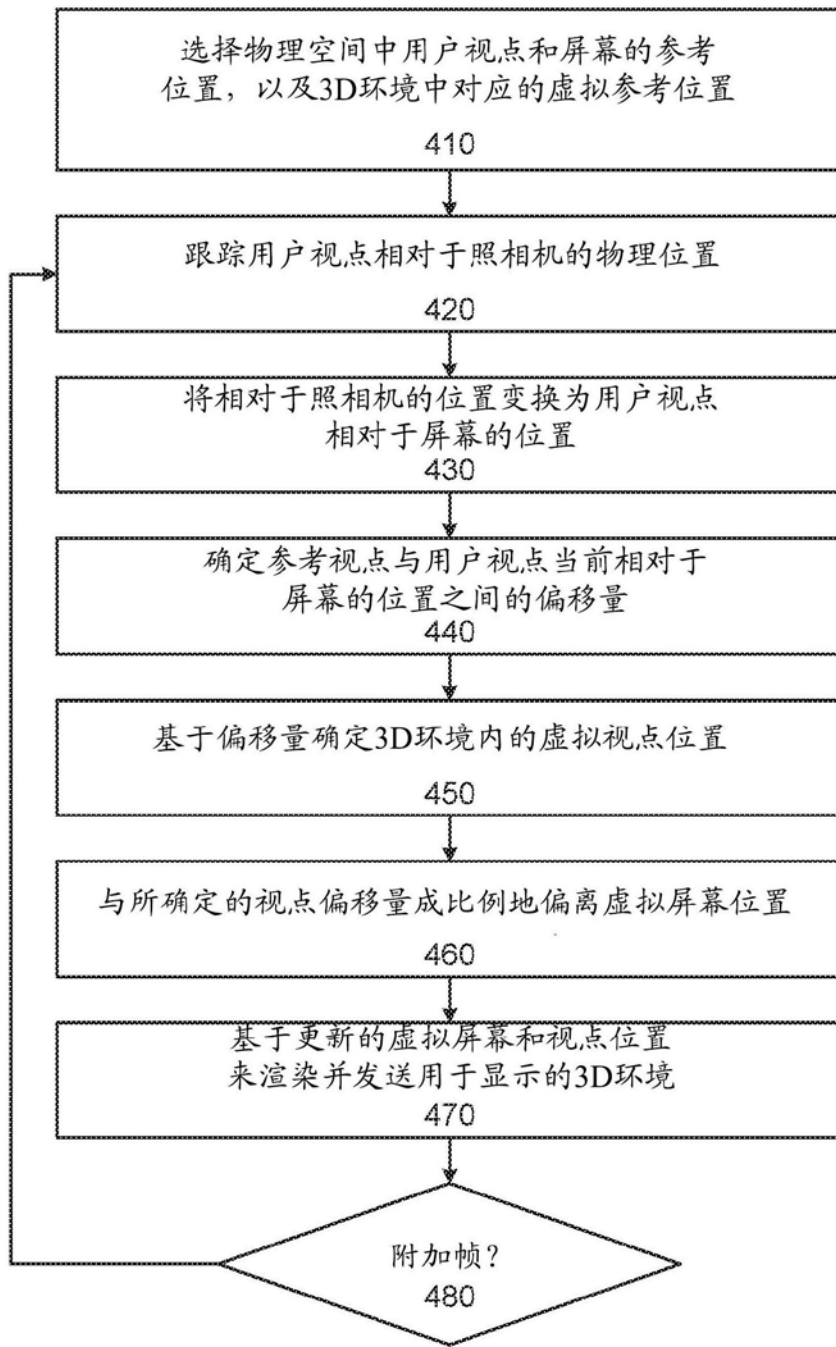 选择物理空间中用户视点和屏幕的参考
位置，以及3D环境中对应的虚拟参考位置
410
跟踪用户视点相对于照相机的物理位置
420
将相对于照相机的位置变换为用户视点
相对于屏幕的位置
430
确定参考视点与用户视点当前相对于
屏幕的位置之间的偏移量
440
基于偏移量确定3D环境内的虚拟视点位置
450
与所确定的视点偏移量成比例地偏离虚拟屏幕位置
460
基于更新的虚拟屏幕和视点位置
来渲染并发送用于显示的3D环境
470
附加帧？
480